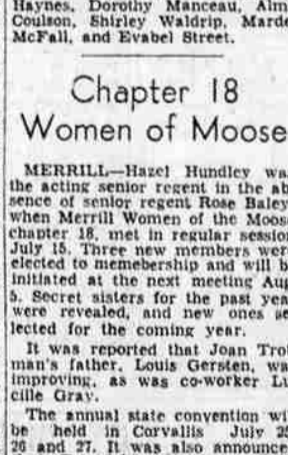 Haynes, Dorothy Manceau, Alm
Coulson, Shirley Waldrip, Marde
McFall, and Evabel Street.
Chapter 18
Women of Moose
MERRILL—Hazel Hundley wa
the acting senior regent in the ab
sence of senior regent Rose Baley
when Merrill Women of the Moos
chapter 18, met in regular sessio
July 15. Three new members wer
elected to memebership and will b
initiated at the next meeting Aug
5. Secret sisters for the past yea
were revealed, and new ones se
lected for the coming year.
It was reported that Joan Trot
man's father, Louis Gersten, wa
improving, as was co-worker Lu
cille Gray.
The annual state convention wi
be held in Corvallis July 25
26 and 27. It was also announce